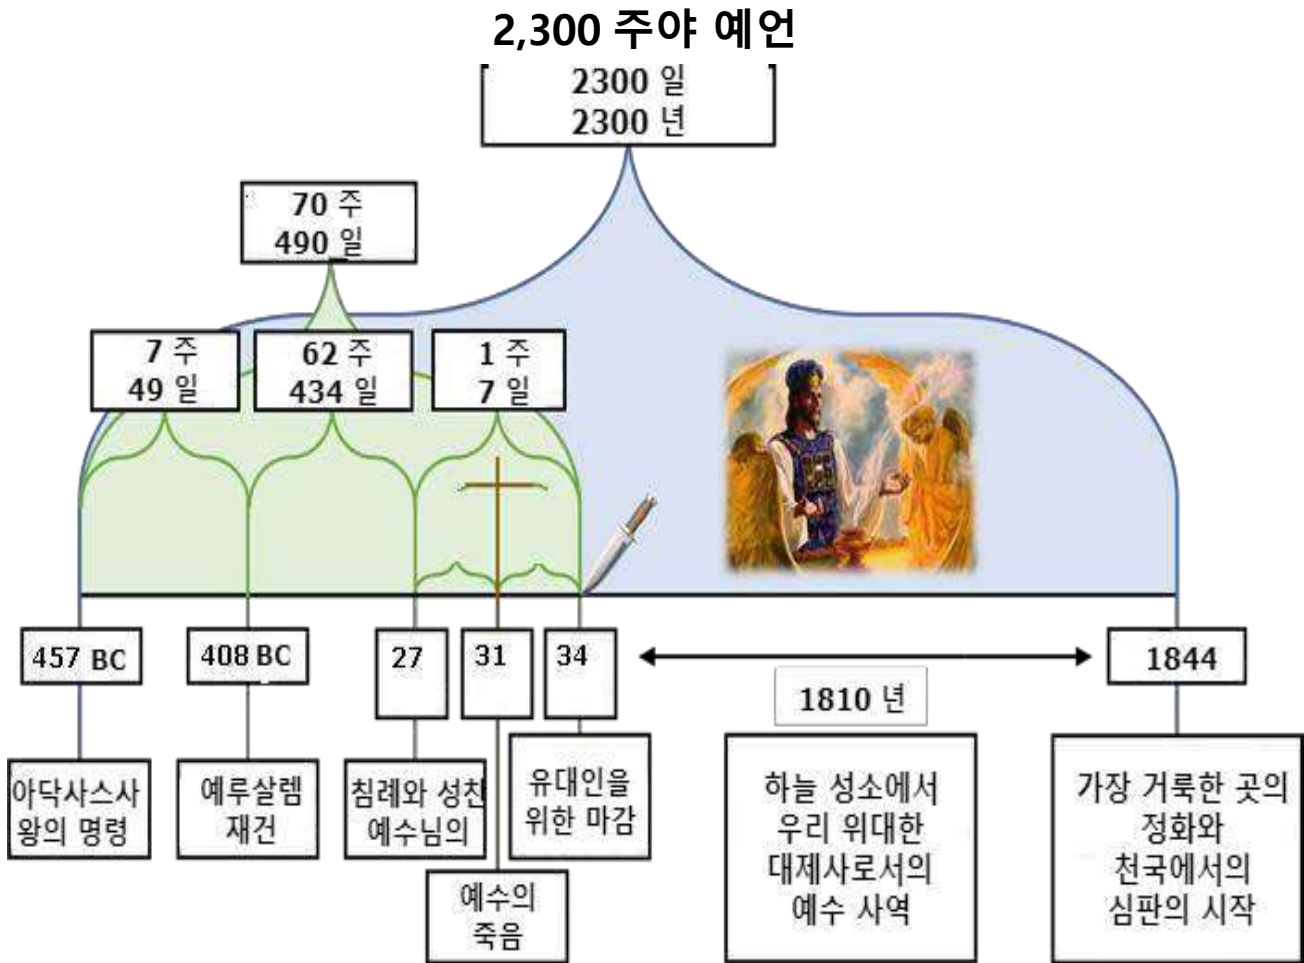 2,300 주야 예언
2300 일
2300 년
70 주
490 일
7 주
49 일
62 주
434 일
1 주
7 일
457 BC
408 BC
27
31
34
1844
1810 년
아닥사스사
왕의 명령
예루살렘
재건
침례와 성찬
예수님의
유대인을
위한 마감
예수의
죽음
하늘 성소에서
우리 위대한
대제사로서의
예수 사역
가장 거룩한 곳의
정화와
천국에서의
심판의 시작